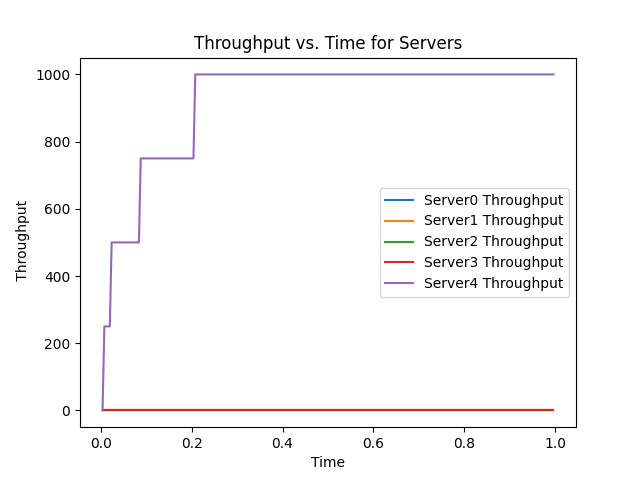 Throughput vs. Time for Servers
1000
800
600
400
200
0
Throughput
Server0 Throughput
Server1 Throughput
Server2 Throughput
Server3 Throughput
Server4 Throughput
0.0 0.2 0.4 0.6 0.8 1.0
Time